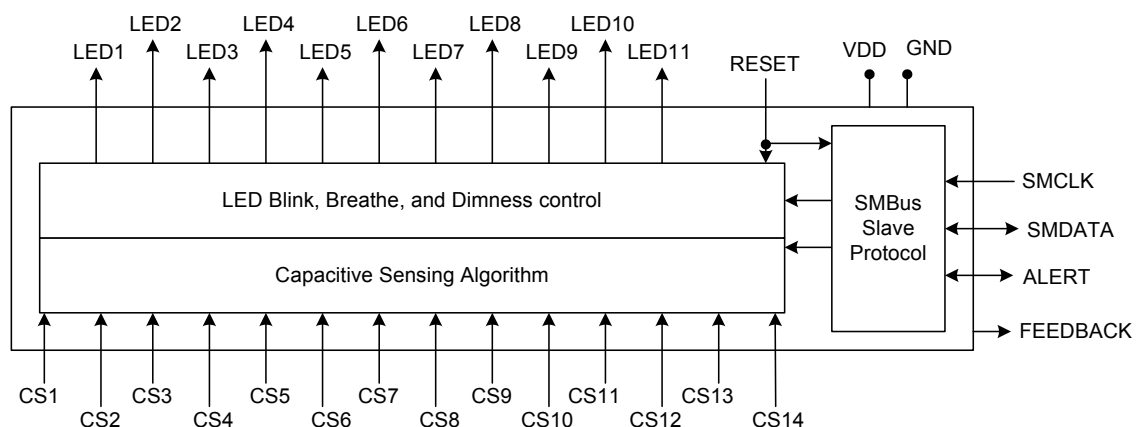 LED2 LED4 LED6 LED8 LED10
LED1 LED3 LED5 LED7 LED9 LED11
RESET
VDD
GND
LED Blink, Breathe, and Dimness control
Capacitive Sensing Algorithm
SMBus
Slave
Protocol
SMCLK
SMDATA
ALERT
FEEDBACK
CS1 CS3 CS5 CS7 CS9 CS11 CS13
CS2 CS4 CS6 CS8 CS10 CS12 CS14